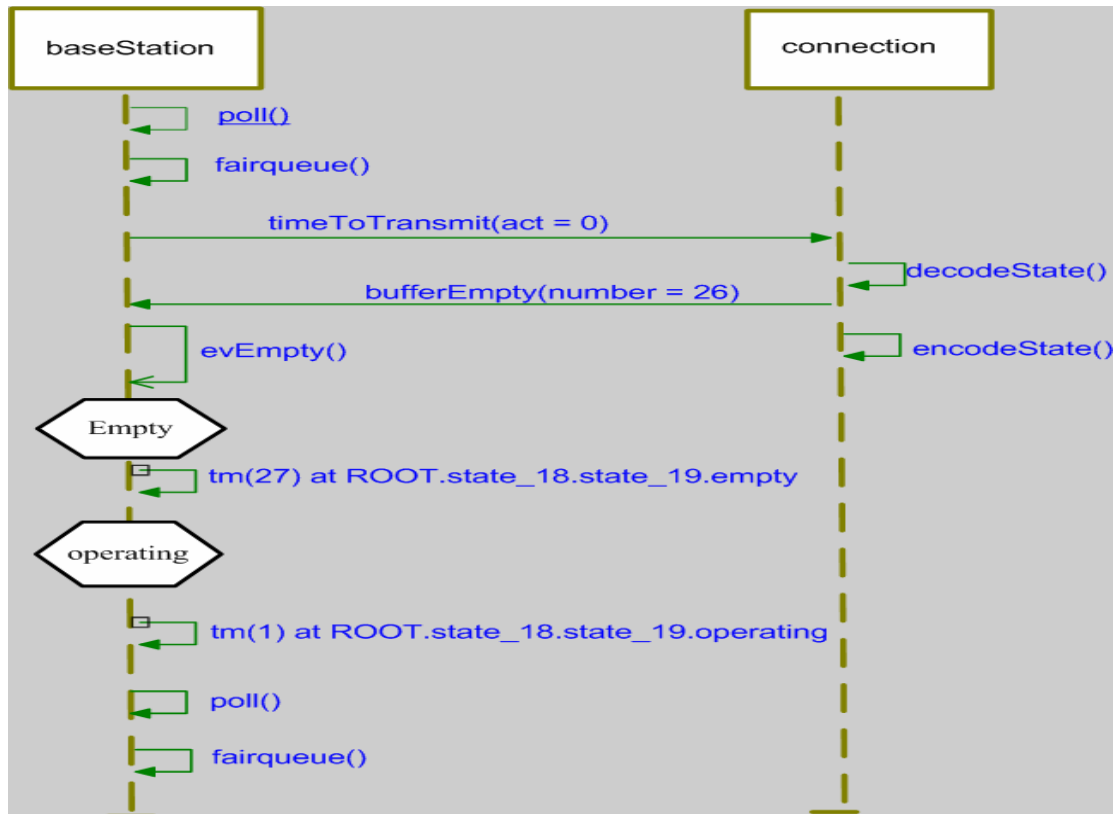 baseStation
connection
poll()
fairqueue()
timeToTransmit(act = 0)
decodeState()
bufferEmpty(number = 26)
encodeState()
evEmpty()
Empty
tm(27) at ROOT.state_18.state_19.empty
operating
tm(1) at ROOT.state_18.state_19.operating
poll()
fairqueue()